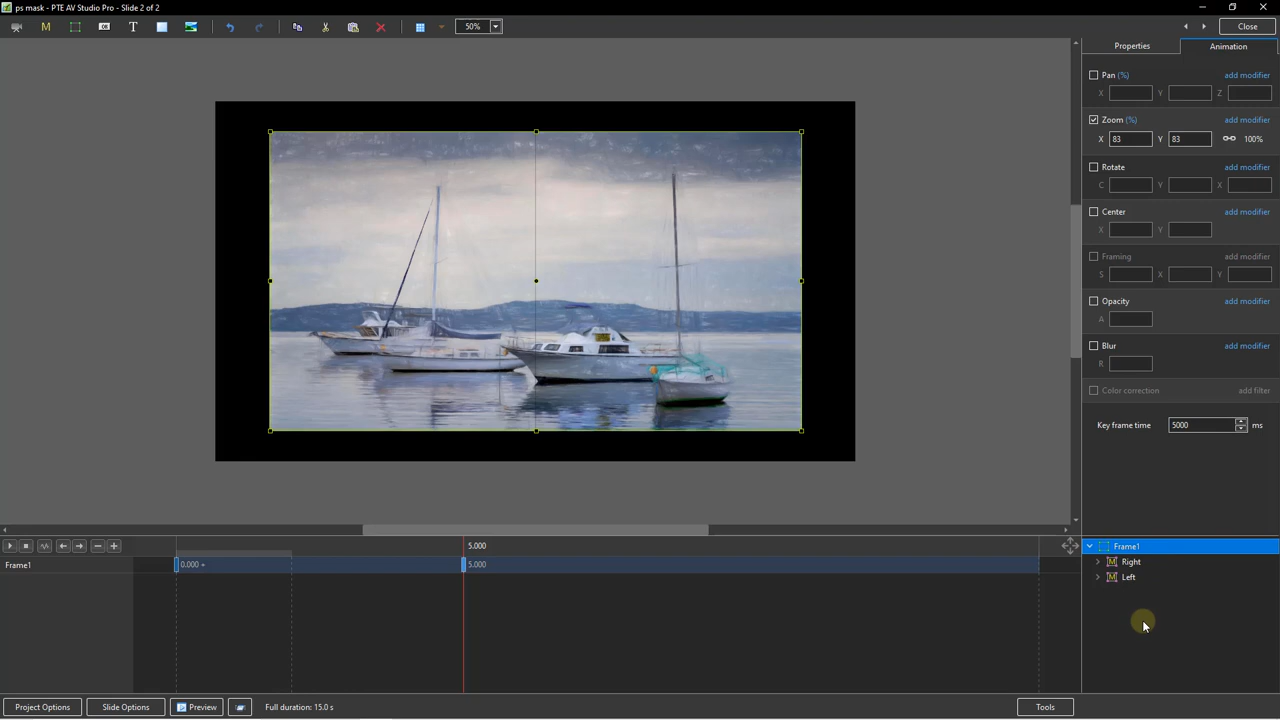 ps mask - PTE AV Studio Pro - Slide 2 of 2
M OK T 50% Close
Properties Animation
Pan (%) add modifier
X Y Z
Zoom (%) add modifier
X 83 Y 83 100%
Rotate add modifier
C Y X
Center add modifier
X Y
Framing add modifier
S X Y
Opacity add modifier
A
Blur add modifier
R
Color correction add filter
Key frame time 5000 ms
5.000
Frame1 0.000 + 5.000
Frame1
M Right
M Left
Project Options Slide Options Preview Full duration: 15.0 s Tools